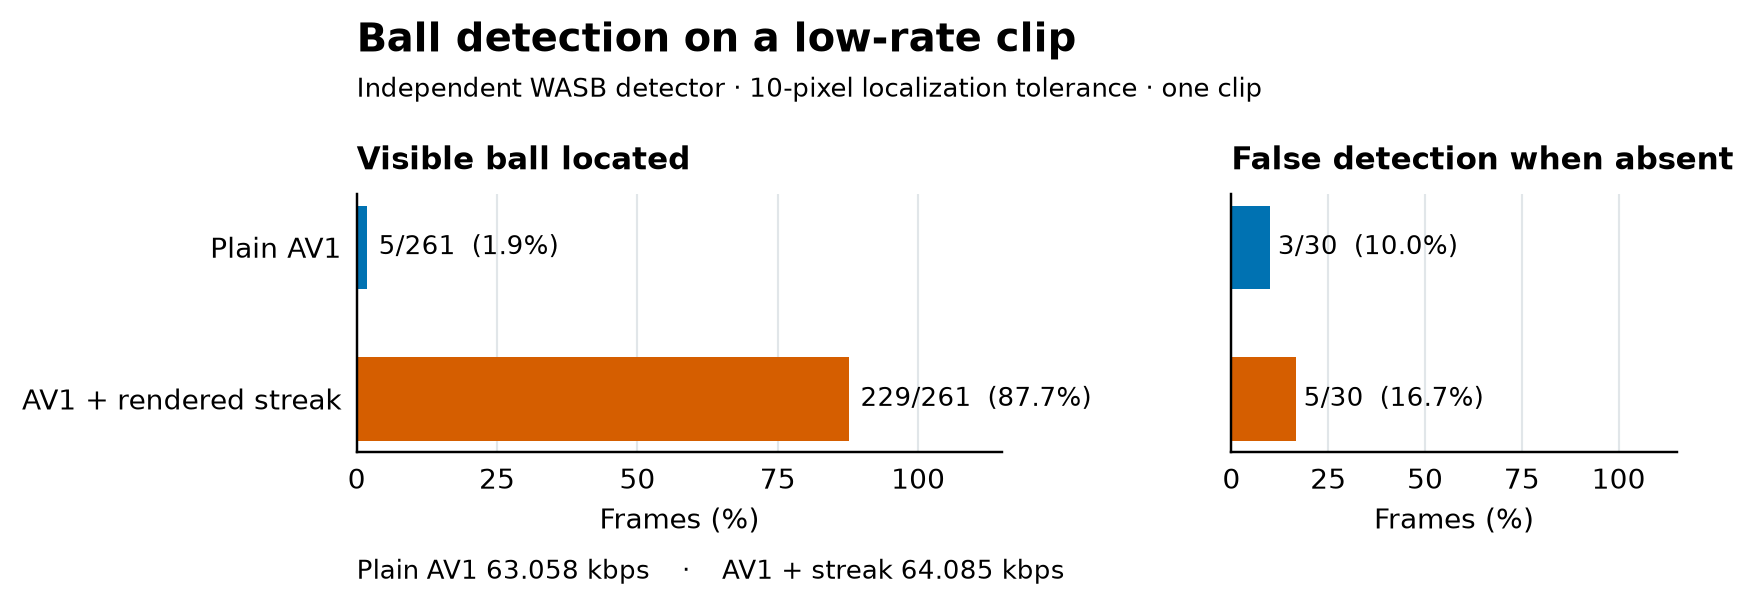 Ball detection on a low-rate clip
Independent WASB detector · 10-pixel localization tolerance · one clip
Visible ball located
Plain AV1
5/261 (1.9%)
AV1 + rendered streak
229/261 (87.7%)
0 25 50 75 100
Frames (%)
False detection when absent
3/30 (10.0%)
5/30 (16.7%)
0 25 50 75 100
Frames (%)
Plain AV1 63.058 kbps · AV1 + streak 64.085 kbps